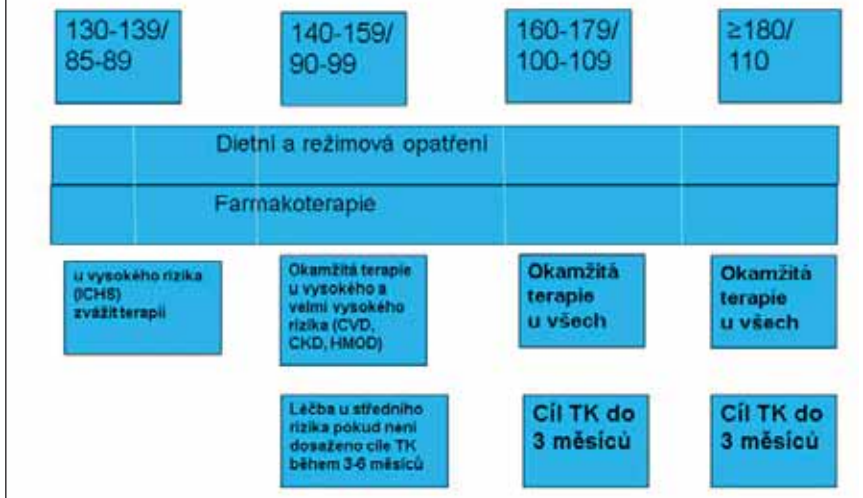 130-139/
85-89
140-159/
90-99
160-179/
100-109
≥180/
110
Dietní a režimová opatření
Farmakoterapie
u vysokého rizika
(ICHS)
zvážit terapii
Okamžitá terapie
u vysokého a
velmi vysokého
rizika (CVD,
CKD, HMOD)
Okamžitá
terapie
u všech
Okamžitá
terapie
u všech
Léčba u středního
rizika pokud není
dosaženo cíle TK
během 3-6 měsíců
Cíl TK do
3 měsíců
Cíl TK do
3 měsíců